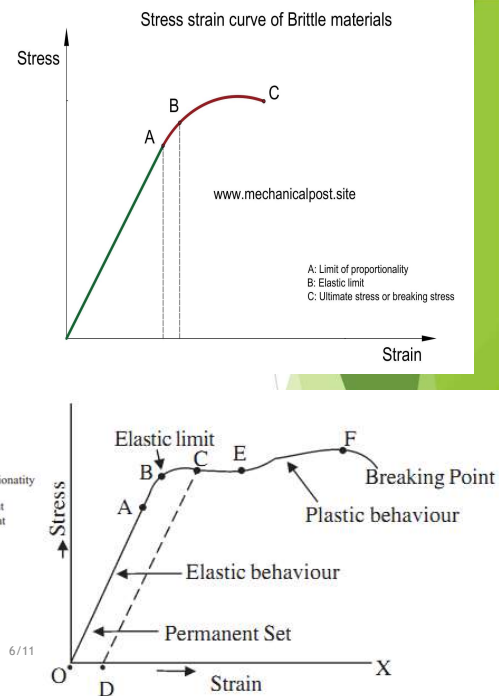 Stress strain curve of Brittle materials
Stress
C
B
A
www.mechanicalpost.site
A: Limit of proportionality
B: Elastic limit
C: Ultimate stress or breaking stress
Strain
Elastic limit
B
C
E
F
Breaking Point
Plastic behaviour
A
Stress
Elastic behaviour
Permanent Set
6/11
O
D
Strain
X